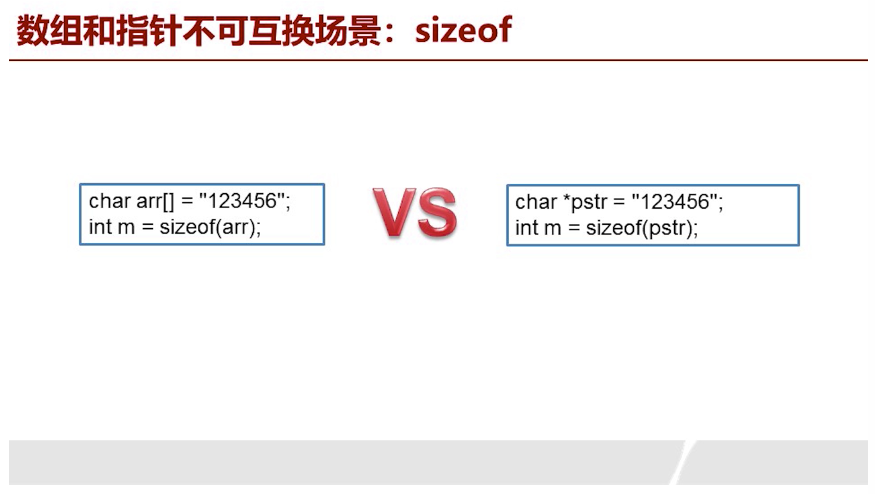 数组和指针不可互换场景：sizeof
char arr[] = "123456";
int m = sizeof(arr);
VS
char *pstr = "123456";
int m = sizeof(pstr);